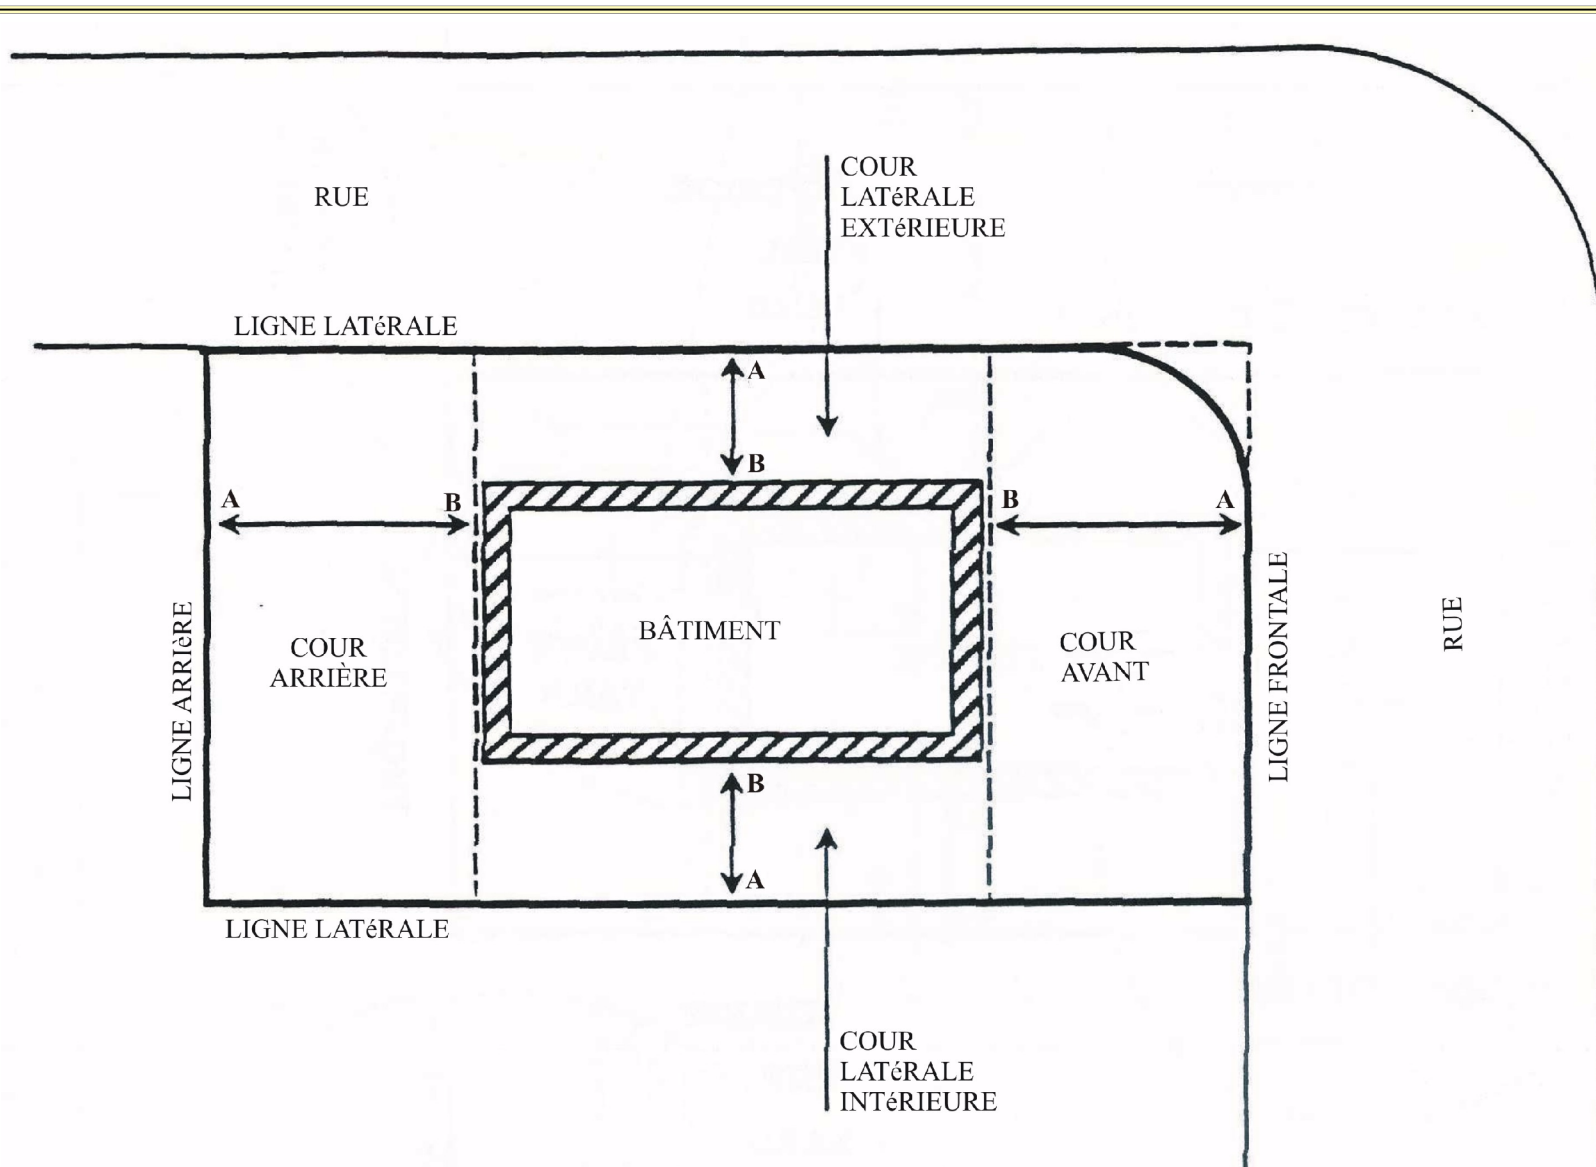 RUE
COUR
LATéRALE
EXTéRIEURE
LIGNE LATéRALE
A
B
A
B
B
A
LIGNE ARRIèRE
COUR
ARRIÈRE
BÂTIMENT
COUR
AVANT
LIGNE FRONTALE
RUE
B
A
LIGNE LATéRALE
COUR
LATéRALE
INTéRIEURE